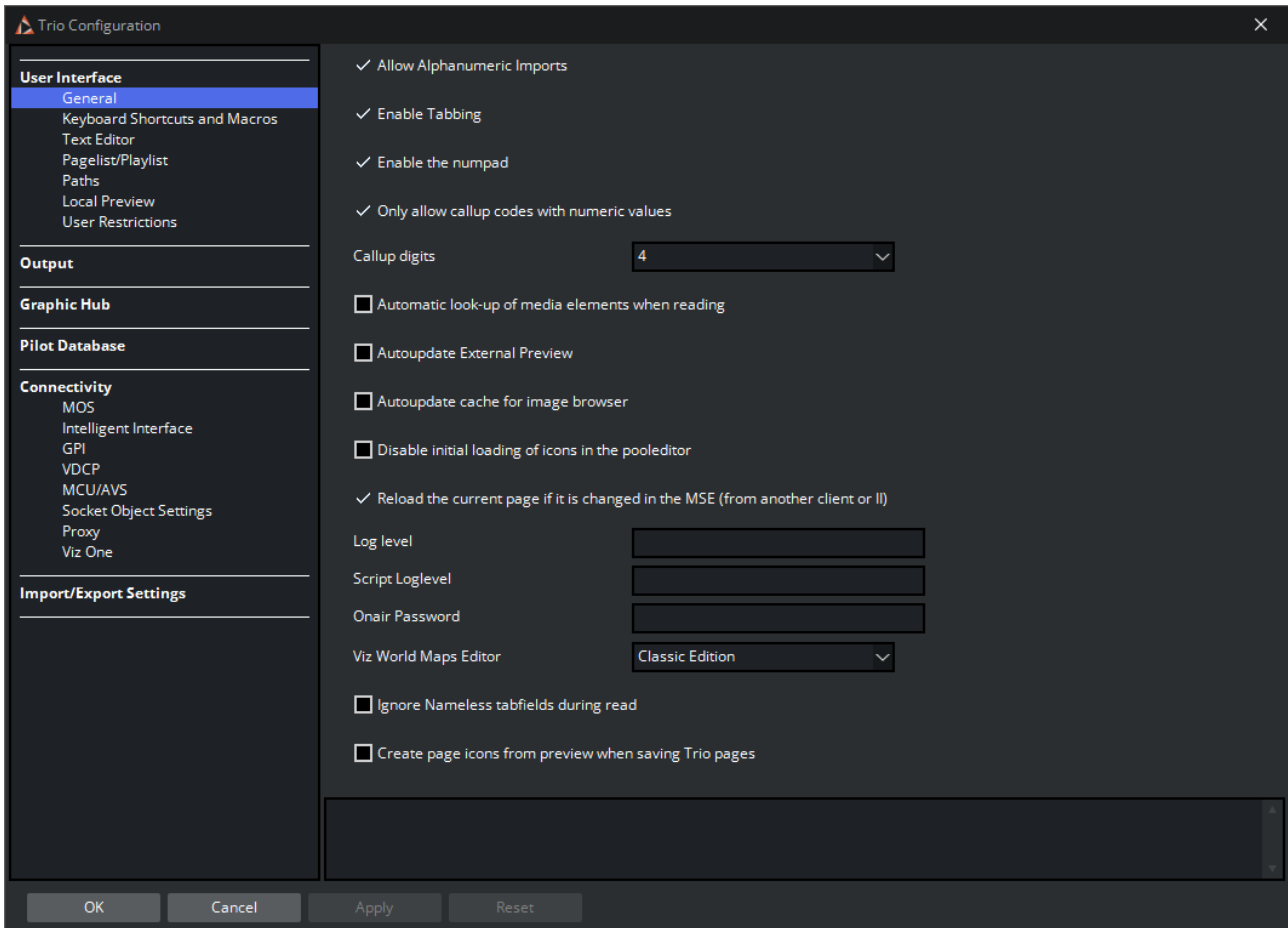 Trio Configuration
User Interface
General
Keyboard Shortcuts and Macros
Text Editor
Pagelist/Playlist
Paths
Local Preview
User Restrictions
Output
Graphic Hub
Pilot Database
Connectivity
MOS
Intelligent Interface
GPI
VDCP
MCU/AVS
Socket Object Settings
Proxy
Viz One
Import/Export Settings
Allow Alphanumeric Imports
Enable Tabbing
Enable the numpad
Only allow callup codes with numeric values
Callup digits 4
Automatic look-up of media elements when reading
Autoupdate External Preview
Autoupdate cache for image browser
Disable initial loading of icons in the pooleditor
Reload the current page if it is changed in the MSE (from another client or II)
Log level
Script Loglevel
Onair Password
Viz World Maps Editor Classic Edition
Ignore Nameless tabfields during read
Create page icons from preview when saving Trio pages
OK Cancel Apply Reset